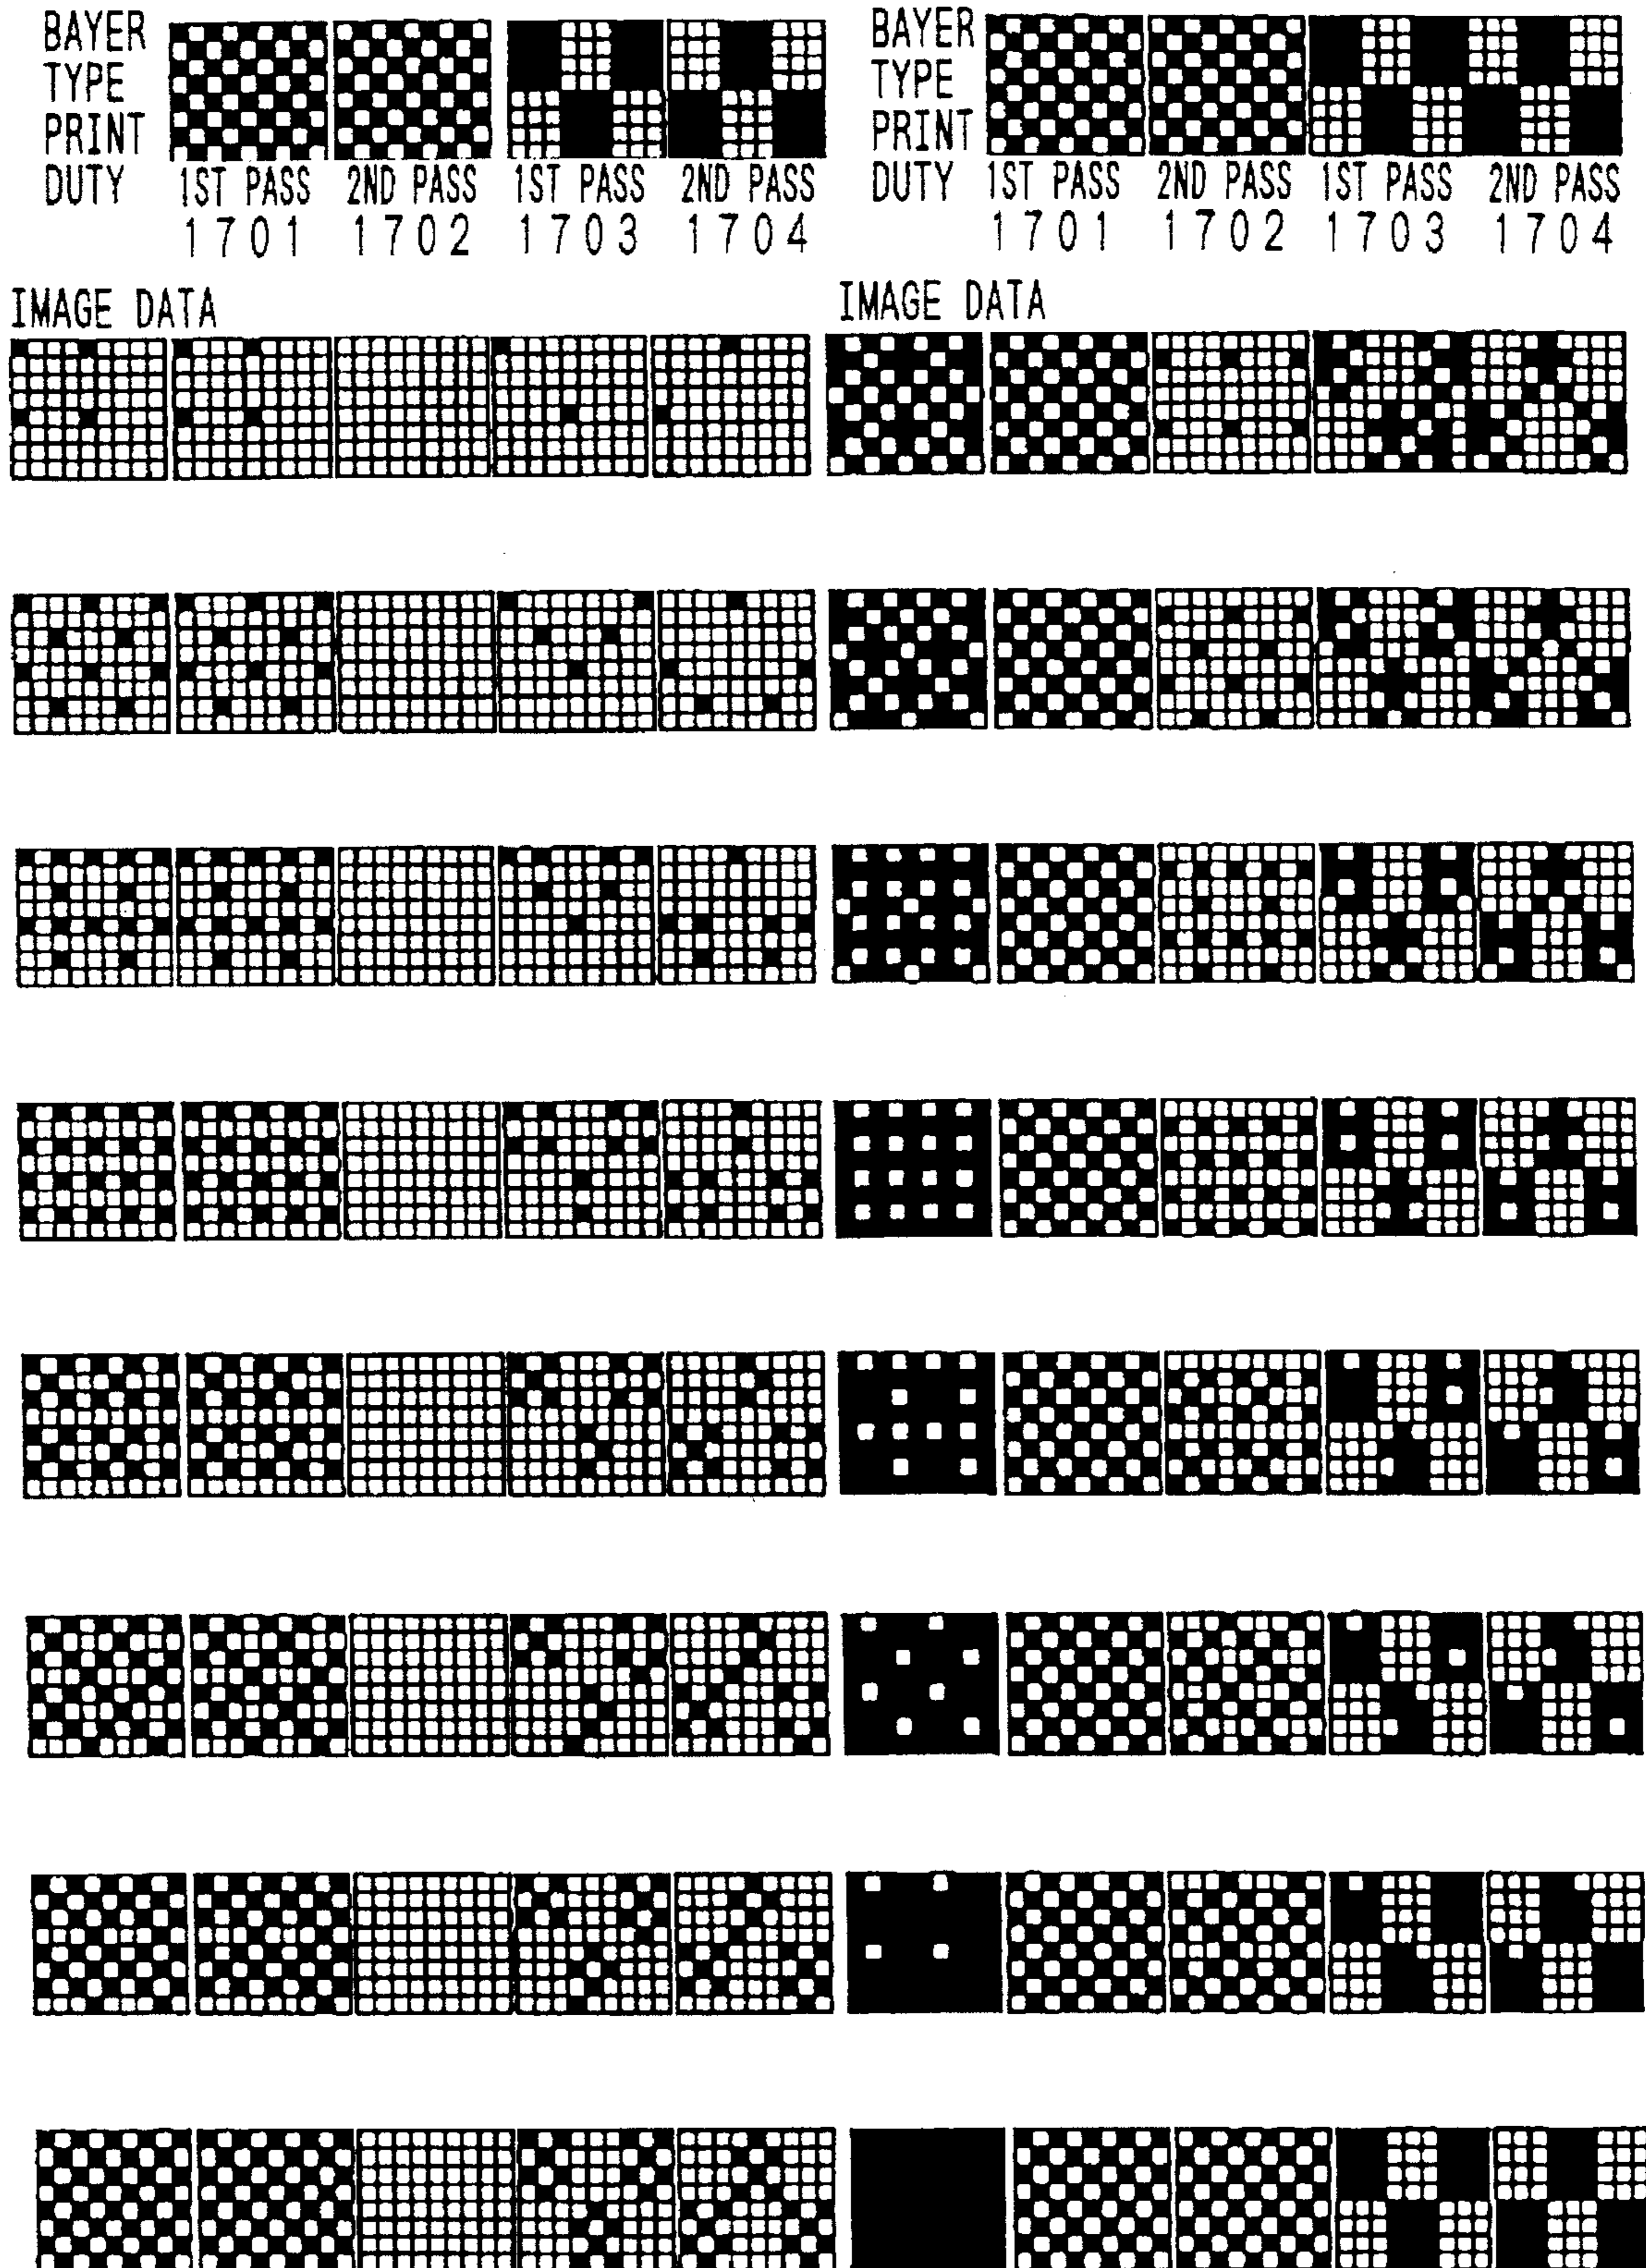 BAYER
TYPE
PRINT
DUTY
1ST PASS 2ND PASS 1ST PASS 2ND PASS
1701 1702 1703 1704
IMAGE DATA
BAYER
TYPE
PRINT
DUTY
1ST PASS 2ND PASS 1ST PASS 2ND PASS
1701 1702 1703 1704
IMAGE DATA